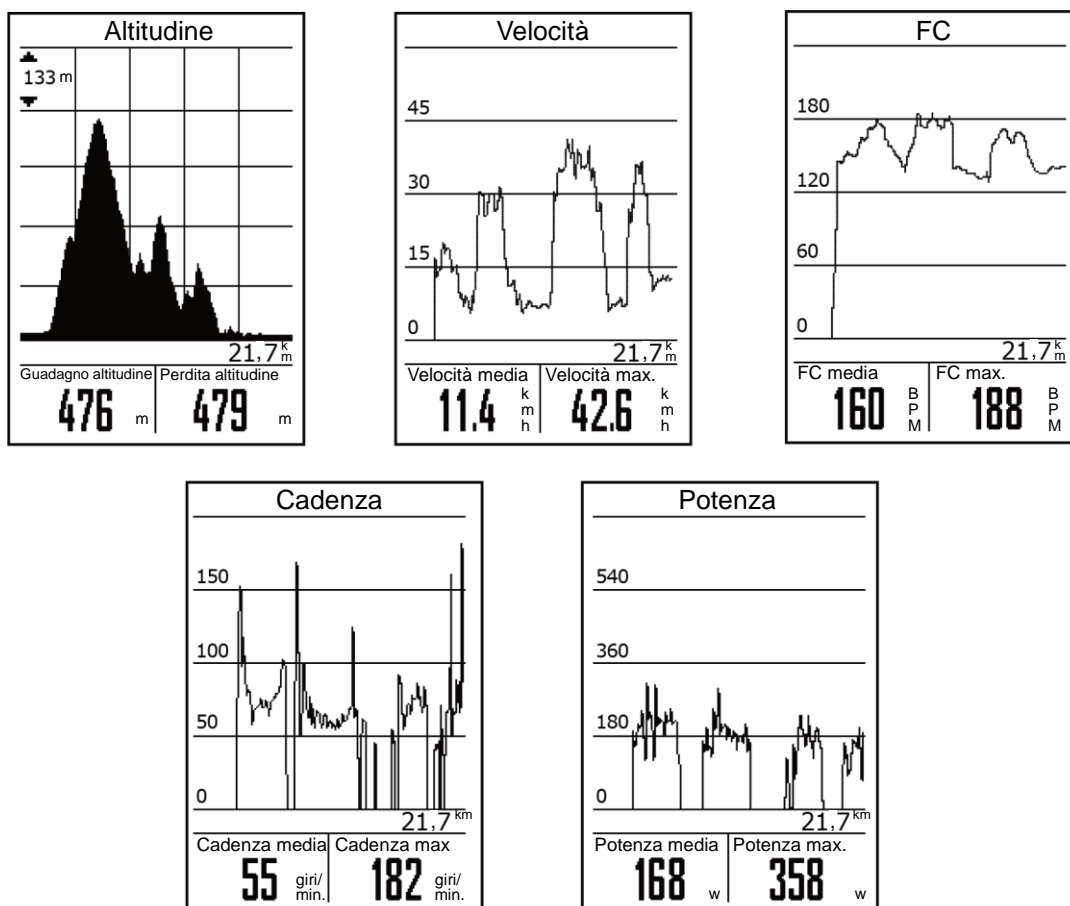 Altitudine
133 m
21,7 km
Guadagno altitudine Perdita altitudine
476 m 479 m
Velocità
45
30
15
0
21,7 km
Velocità media Velocità max.
11.4 kmh 42.6 kmh
FC
180
120
60
0
21,7 km
FC media FC max.
160 BPM 188 BPM
Cadenza
150
100
50
0
21,7 km
Cadenza media Cadenza max
55 giri/min. 182 giri/min.
Potenza
540
360
180
0
21,7 km
Potenza media Potenza max.
168 w 358 w